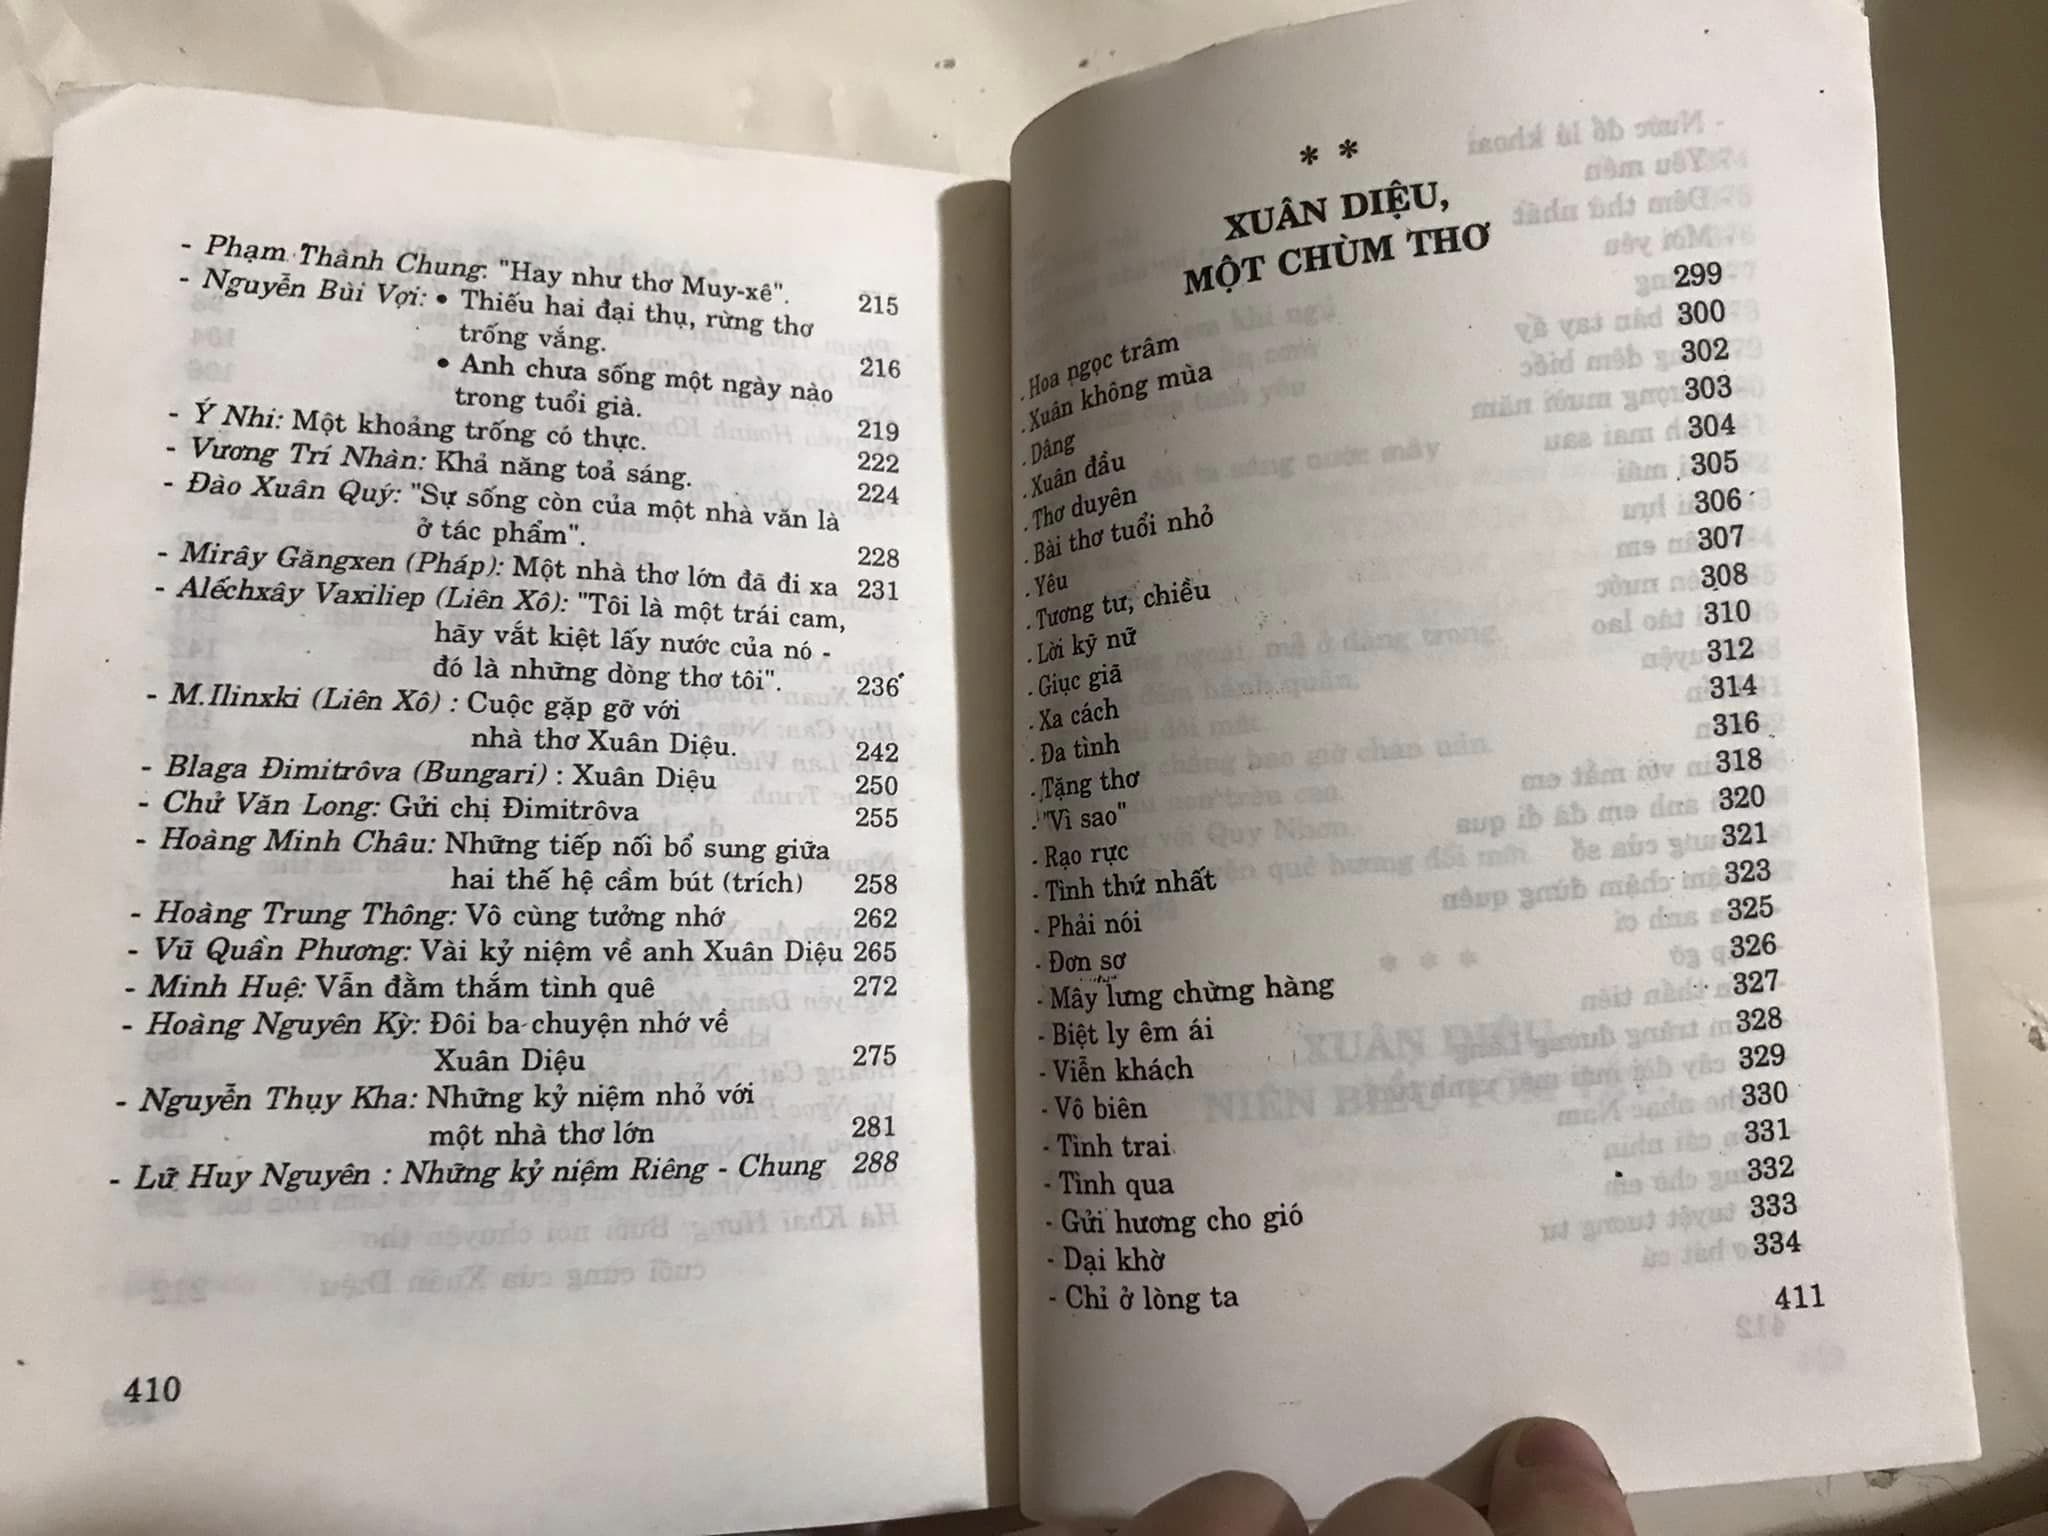 - Phạm Thành Chung: "Hay như thơ Muy-xê". 215
- Nguyễn Bùi Vợi: • Thiếu hai đại thụ, rừng thơ
trống vắng. 216
• Anh chưa sống một ngày nào
trong tuổi già. 219
- Ý Nhi: Một khoảng trống có thực. 222
- Vương Trí Nhàn: Khả năng toả sáng. 224
- Đào Xuân Quý: "Sự sống còn của một nhà văn là
ở tác phẩm". 228
- Mirây Găngxen (Pháp): Một nhà thơ lớn đã đi xa 231
- Alếchxây Vaxiliep (Liên Xô): "Tôi là một trái cam,
hãy vắt kiệt lấy nước của nó -
đó là những dòng thơ tôi". 236
- M.Ilinxki (Liên Xô) : Cuộc gặp gỡ với
nhà thơ Xuân Diệu. 242
- Blaga Đimitrôva (Bungari) : Xuân Diệu 250
- Chử Văn Long: Gửi chị Đimitrôva 255
- Hoàng Minh Châu: Những tiếp nối bổ sung giữa
hai thế hệ cầm bút (trích) 258
- Hoàng Trung Thông: Vô cùng tưởng nhớ 262
- Vũ Quần Phương: Vài kỷ niệm về anh Xuân Diệu 265
- Minh Huệ: Vẫn đằm thắm tình quê 272
- Hoàng Nguyên Kỳ: Đôi ba chuyện nhớ về
Xuân Diệu 275
- Nguyễn Thụy Kha: Những kỷ niệm nhỏ với
một nhà thơ lớn 281
- Lữ Huy Nguyên : Những kỷ niệm Riêng - Chung 288
410
* *
XUÂN DIỆU,
MỘT CHÙM THƠ
- Hoa ngọc trâm 299
- Xuân không mùa 300
- Dâng 302
- Xuân đầu 303
- Thơ duyên 304
- Bài thơ tuổi nhỏ 305
- Yêu 306
- Tương tư, chiều 307
- Lời kỹ nữ 308
- Giục giã 310
- Xa cách 312
- Đa tình 314
- Tặng thơ 316
- "Vì sao" 318
- Rạo rực 320
- Tình thứ nhất 321
- Phải nói 323
- Đơn sơ 325
- Mây lưng chừng hàng 326
- Biệt ly êm ái 327
- Viễn khách 328
- Vô biên 329
- Tình trai 330
- Tình qua 331
- Gửi hương cho gió 332
- Dại khờ 333
- Chỉ ở lòng ta 334
411